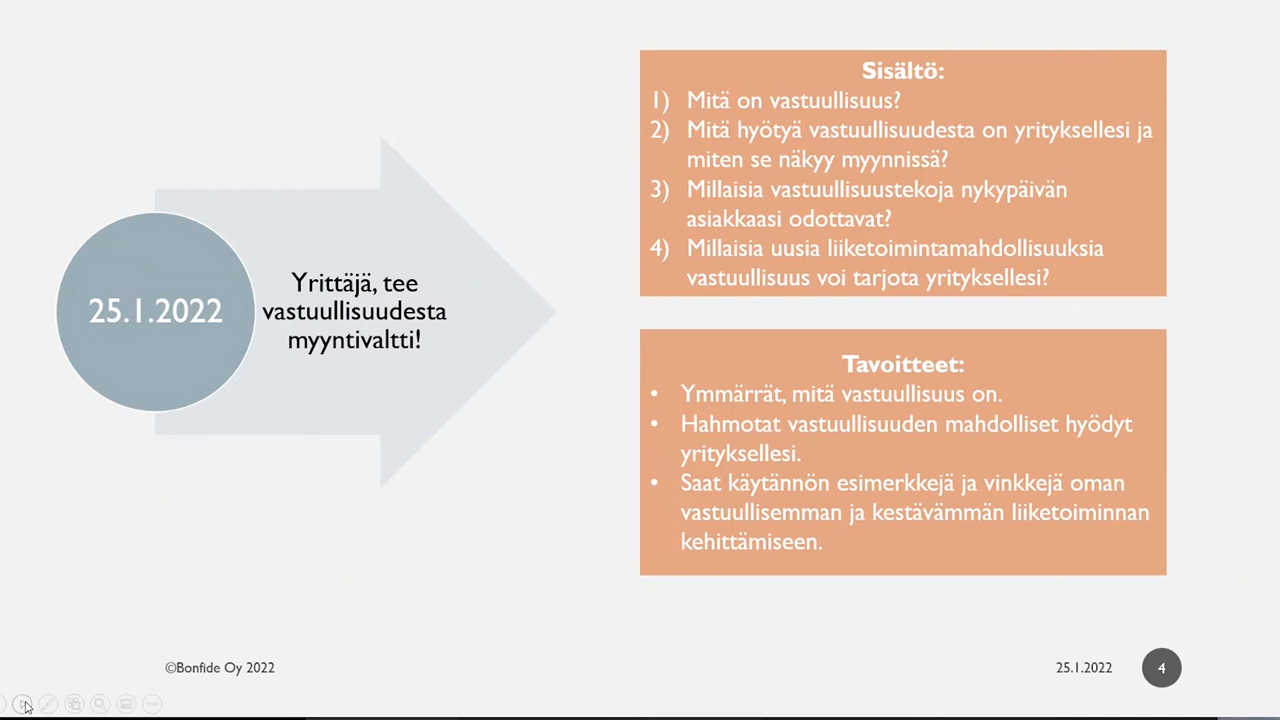 25.1.2022
Yrittäjä, tee
vastuullisuudesta
myyntivaltti!
Sisältö:
1) Mitä on vastuullisuus?
2) Mitä hyötyä vastuullisuudesta on yrityksellesi ja
miten se näkyy myynnissä?
3) Millaisia vastuullisuustekoja nykypäivän
asiakkaasi odottavat?
4) Millaisia uusia liiketoimintamahdollisuuksia
vastuullisuus voi tarjota yrityksellesi?
Tavoitteet:
• Ymmärrät, mitä vastuullisuus on.
• Hahmotat vastuullisuuden mahdolliset hyödyt
yrityksellesi.
• Saat käytännön esimerkkejä ja vinkkejä oman
vastuullisemman ja kestävämmän liiketoiminnan
kehittämiseen.
©Bonfide Oy 2022
25.1.2022
4